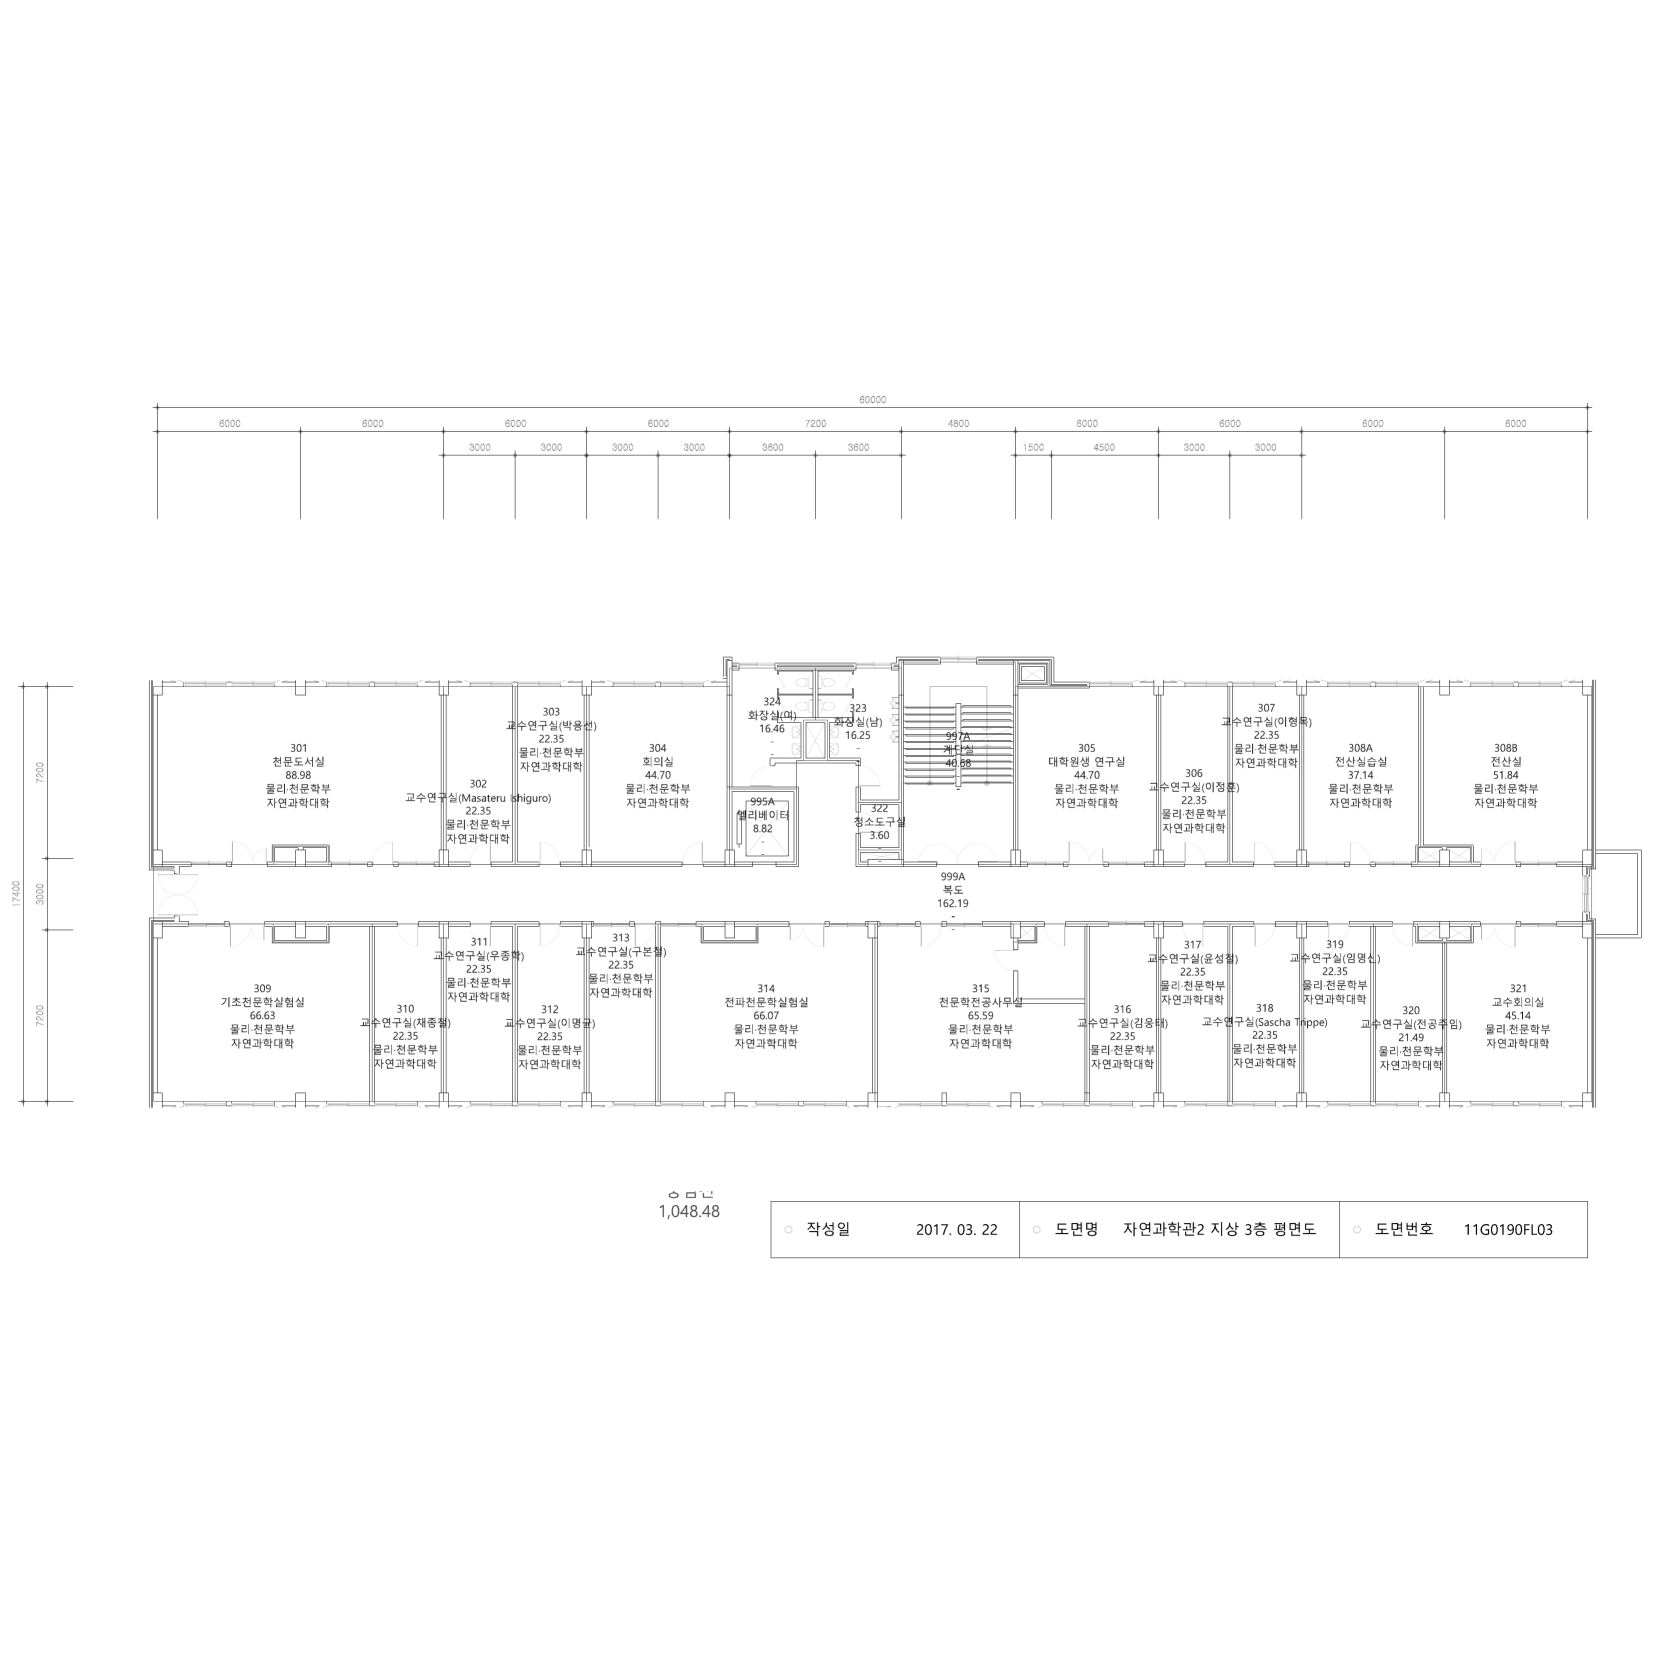 60000
6000 6000 6000 6000 7200 4800 6000 6000 6000 6000
3000 3000 3000 3000 3600 3600 1500 4500 3000 3000
17400
7200
3000
7200
301
천문도서실
88.98
물리·천문학부
자연과학대학
302
교수연구실(Masateru Ishiguro)
22.35
물리·천문학부
자연과학대학
303
교수연구실(박용선)
22.35
물리·천문학부
자연과학대학
304
회의실
44.70
물리·천문학부
자연과학대학
324
화장실(여)
16.46
323
화장실(남)
16.25
995A
엘리베이터
8.82
322
청소도구실
3.60
997A
계단실
40.68
305
대학원생 연구실
44.70
물리·천문학부
자연과학대학
306
교수연구실(이정훈)
22.35
물리·천문학부
자연과학대학
307
교수연구실(이형목)
22.35
물리·천문학부
자연과학대학
308A
전산실습실
37.14
물리·천문학부
자연과학대학
308B
전산실
51.84
물리·천문학부
자연과학대학
999A
복도
162.19
309
기초천문학실험실
66.63
물리·천문학부
자연과학대학
310
교수연구실(채종철)
22.35
물리·천문학부
자연과학대학
311
교수연구실(우종학)
22.35
물리·천문학부
자연과학대학
312
교수연구실(이명균)
22.35
물리·천문학부
자연과학대학
313
교수연구실(구본철)
22.35
물리·천문학부
자연과학대학
314
전파천문학실험실
66.07
물리·천문학부
자연과학대학
315
천문학전공사무실
65.59
물리·천문학부
자연과학대학
316
교수연구실(김웅태)
22.35
물리·천문학부
자연과학대학
317
교수연구실(윤성철)
22.35
물리·천문학부
자연과학대학
318
교수연구실(Sascha Trippe)
22.35
물리·천문학부
자연과학대학
319
교수연구실(임명신)
22.35
물리·천문학부
자연과학대학
320
교수연구실(전공주임)
21.49
물리·천문학부
자연과학대학
321
교수회의실
45.14
물리·천문학부
자연과학대학
1,048.48
작성일 2017. 03. 22 도면명 자연과학관2 지상 3층 평면도 도면번호 11G0190FL03